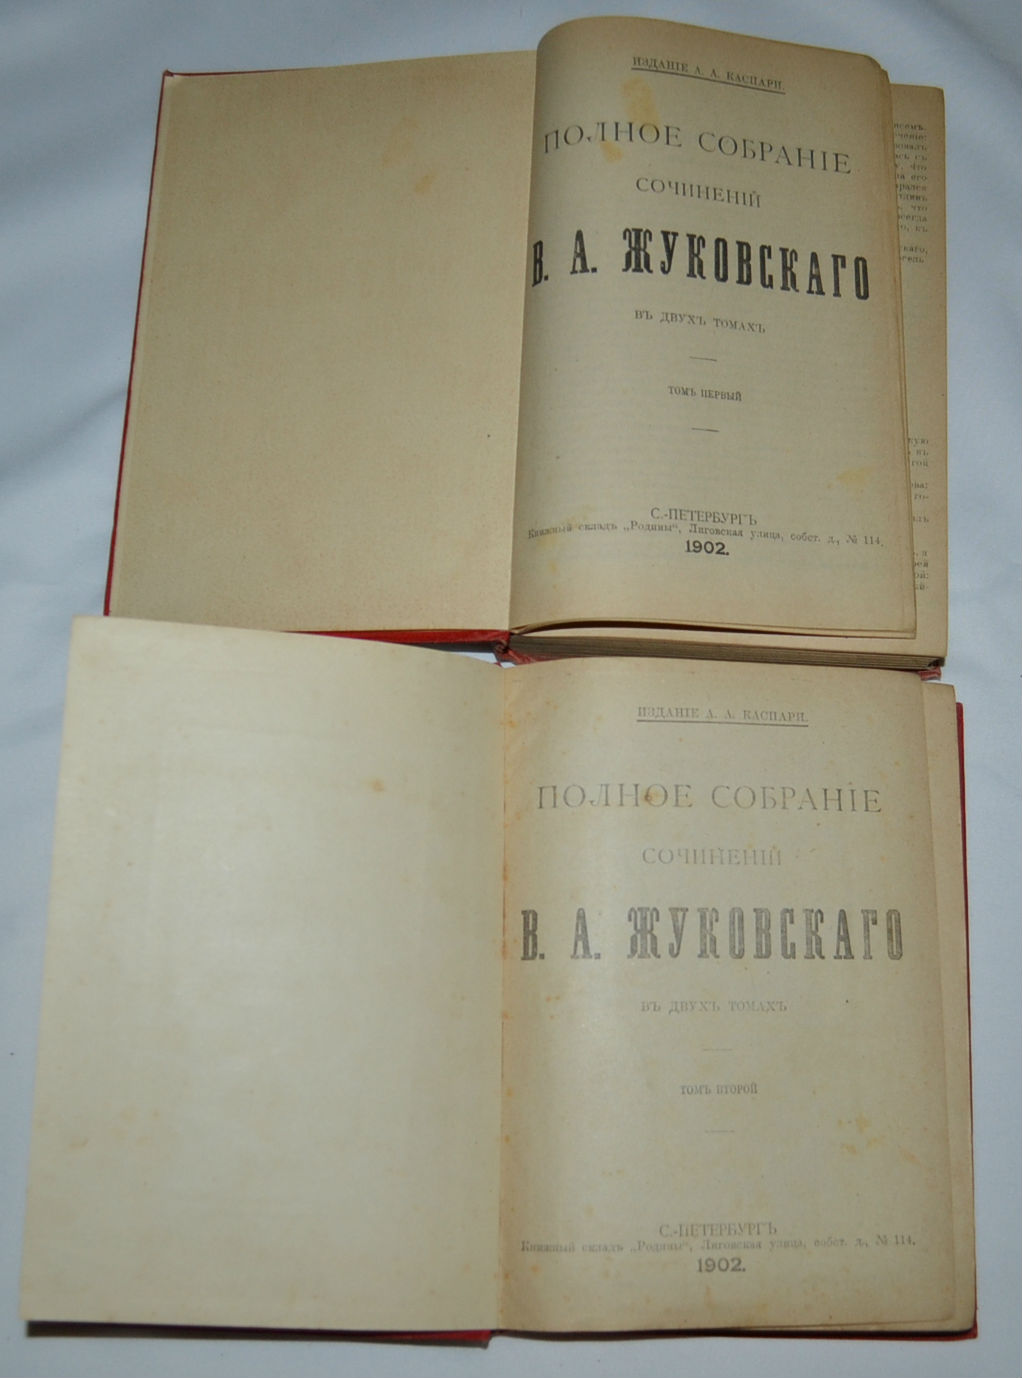 ИЗДАНІЕ А. А. КАСПАРИ.
ПОЛНОЕ СОБРАНІЕ
СОЧИНЕНІЙ
В. А. ЖУКОВСКАГО
ВЪ ДВУХЪ ТОМАХЪ
ТОМЪ ПЕРВЫЙ
С.-ПЕТЕРБУРГЪ
Книжный складъ „Родины“, Лиговская улица, собст. д., № 114.
1902.
ИЗДАНІЕ А. А. КАСПАРИ.
ПОЛНОЕ СОБРАНІЕ
СОЧИНЕНІЙ
В. А. ЖУКОВСКАГО
ВЪ ДВУХЪ ТОМАХЪ
ТОМЪ ВТОРОЙ
С.-ПЕТЕРБУРГЪ
Книжный складъ „Родины“, Лиговская улица, собст. д., № 114.
1902.